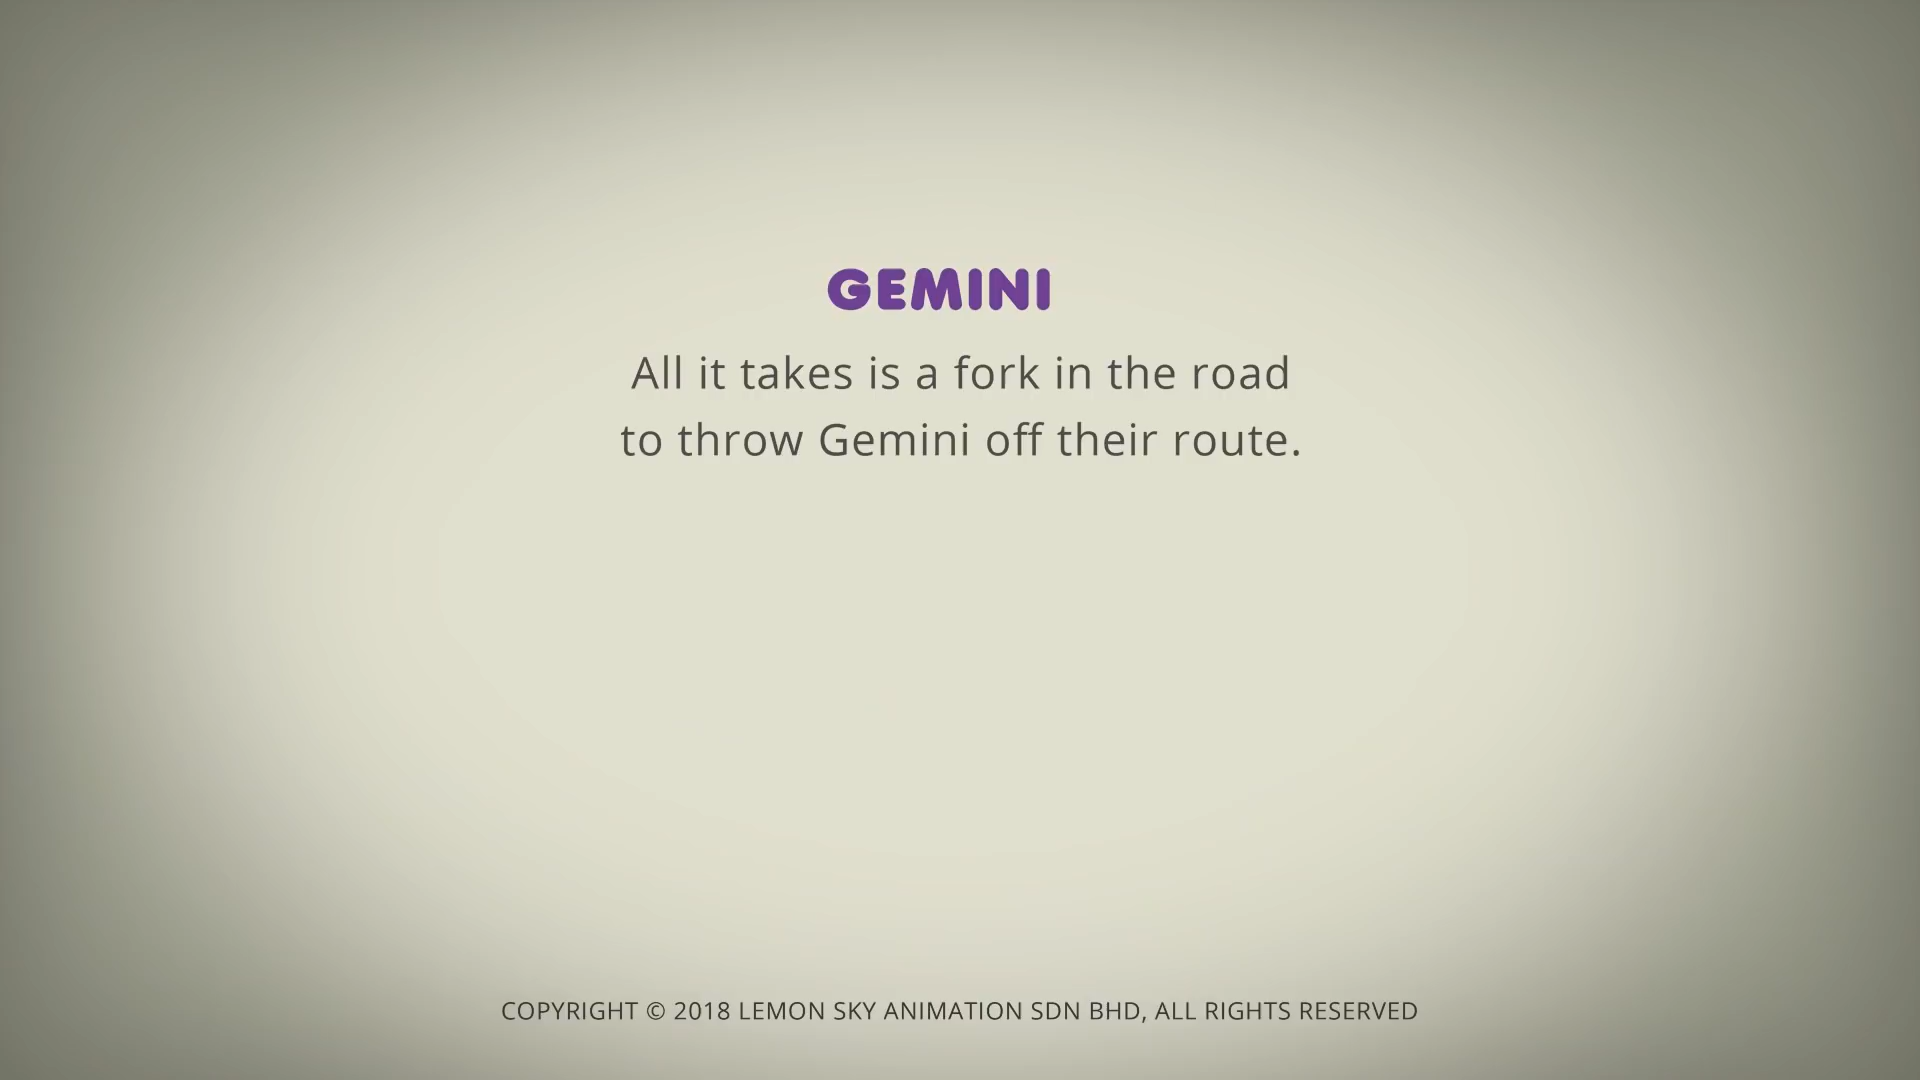 GEMINI
All it takes is a fork in the road
to throw Gemini off their route.
COPYRIGHT © 2018 LEMON SKY ANIMATION SDN BHD, ALL RIGHTS RESERVED